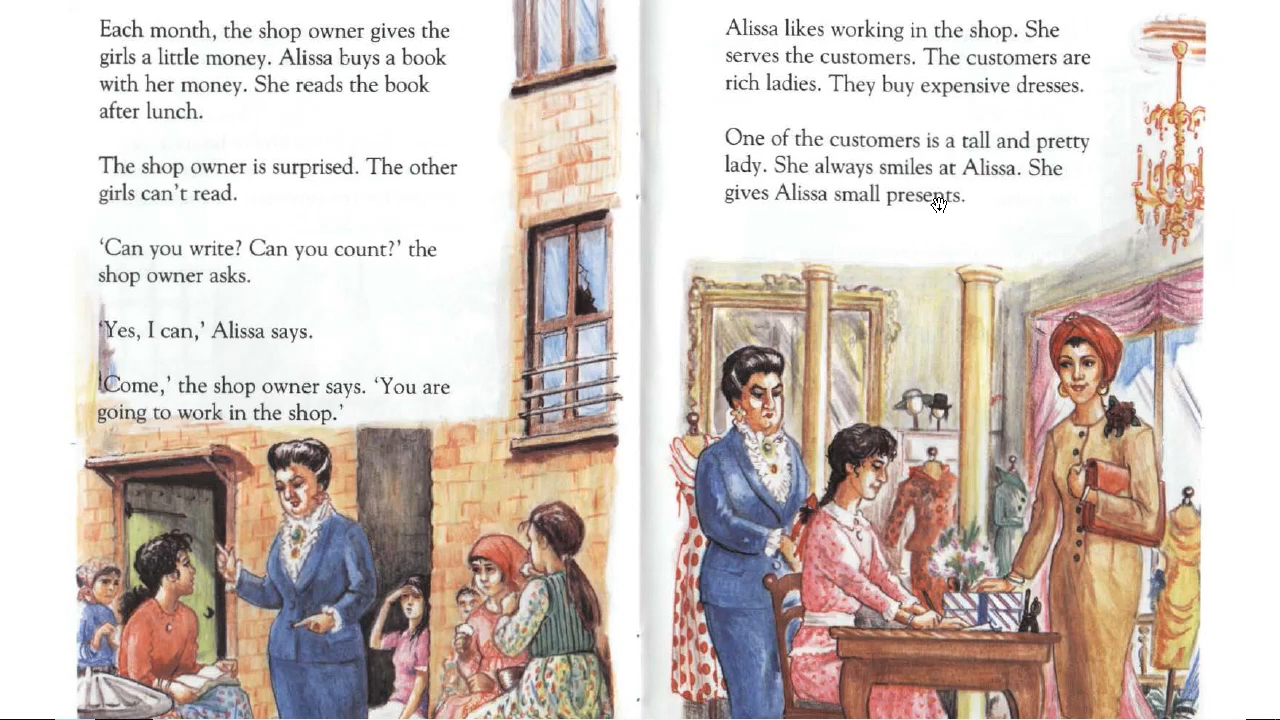 Each month, the shop owner gives the
girls a little money. Alissa buys a book
with her money. She reads the book
after lunch.
The shop owner is surprised. The other
girls can't read.
'Can you write? Can you count?' the
shop owner asks.
'Yes, I can,' Alissa says.
'Come,' the shop owner says. 'You are
going to work in the shop.'
Alissa likes working in the shop. She
serves the customers. The customers are
rich ladies. They buy expensive dresses.
One of the customers is a tall and pretty
lady. She always smiles at Alissa. She
gives Alissa small presents.